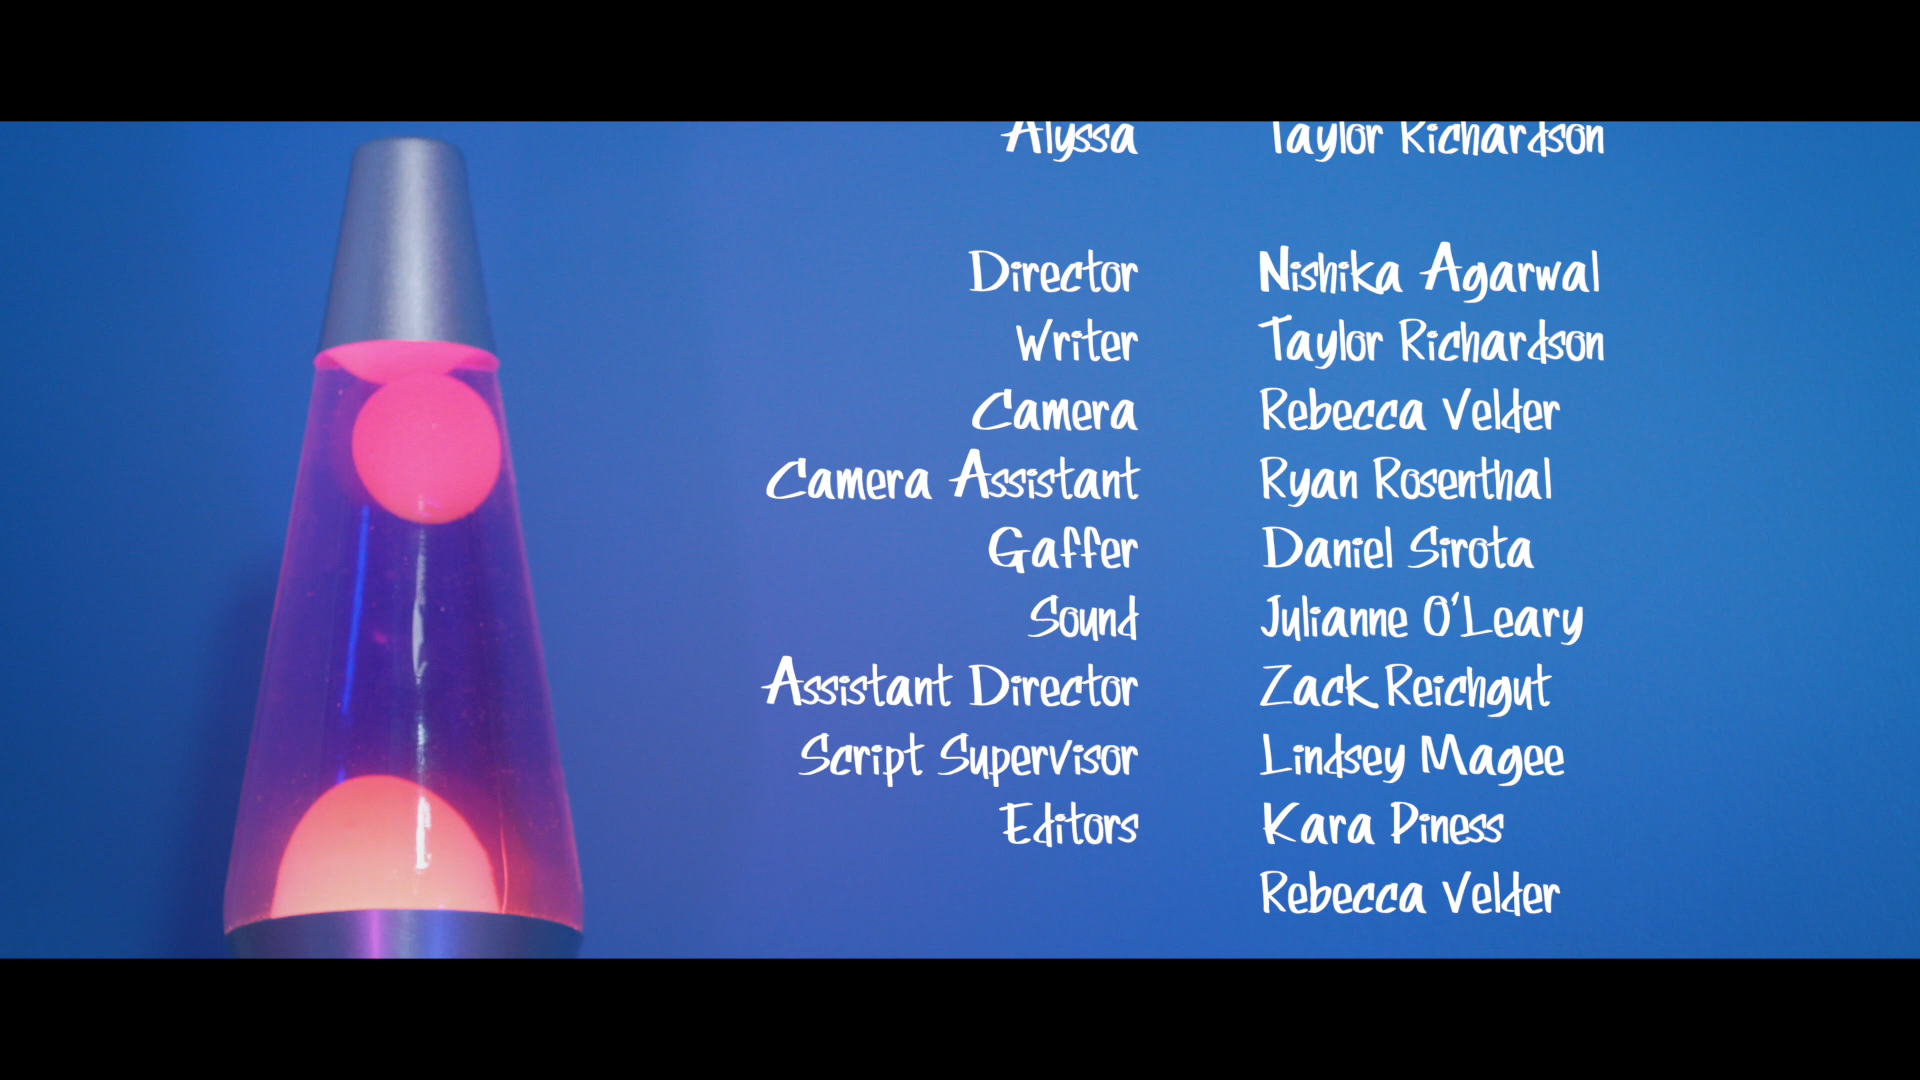 Alyssa Taylor Richardson
Director Nishika Agarwal
Writer Taylor Richardson
Camera Rebecca Velder
Camera Assistant Ryan Rosenthal
Gaffer Daniel Sirota
Sound Julianne O'Leary
Assistant Director Zack Reichgut
Script Supervisor Lindsey Magee
Editors Kara Piness
Rebecca Velder